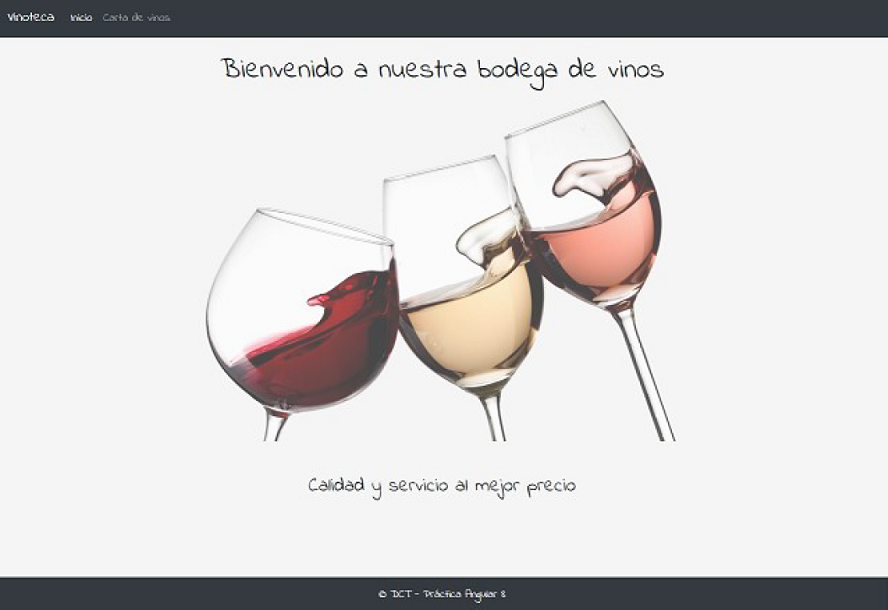 Vinoteca Inicio Carta de vinos
Bienvenido a nuestra bodega de vinos
Calidad y servicio al mejor precio
© DCT - Práctica Angular 8